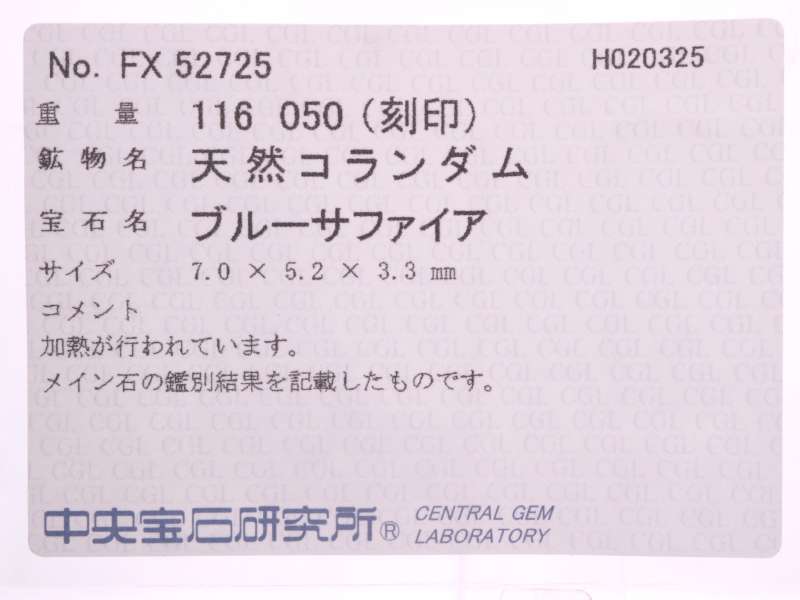 No. FX 52725
H020325
重量 116 050 (刻印)
鉱物名 天然コランダム
宝石名 ブルーサファイア
サイズ 7.0 × 5.2 × 3.3 mm
コメント
加熱が行われています。
メイン石の鑑別結果を記載したものです。
中央宝石研究所® CENTRAL GEM
LABORATORY